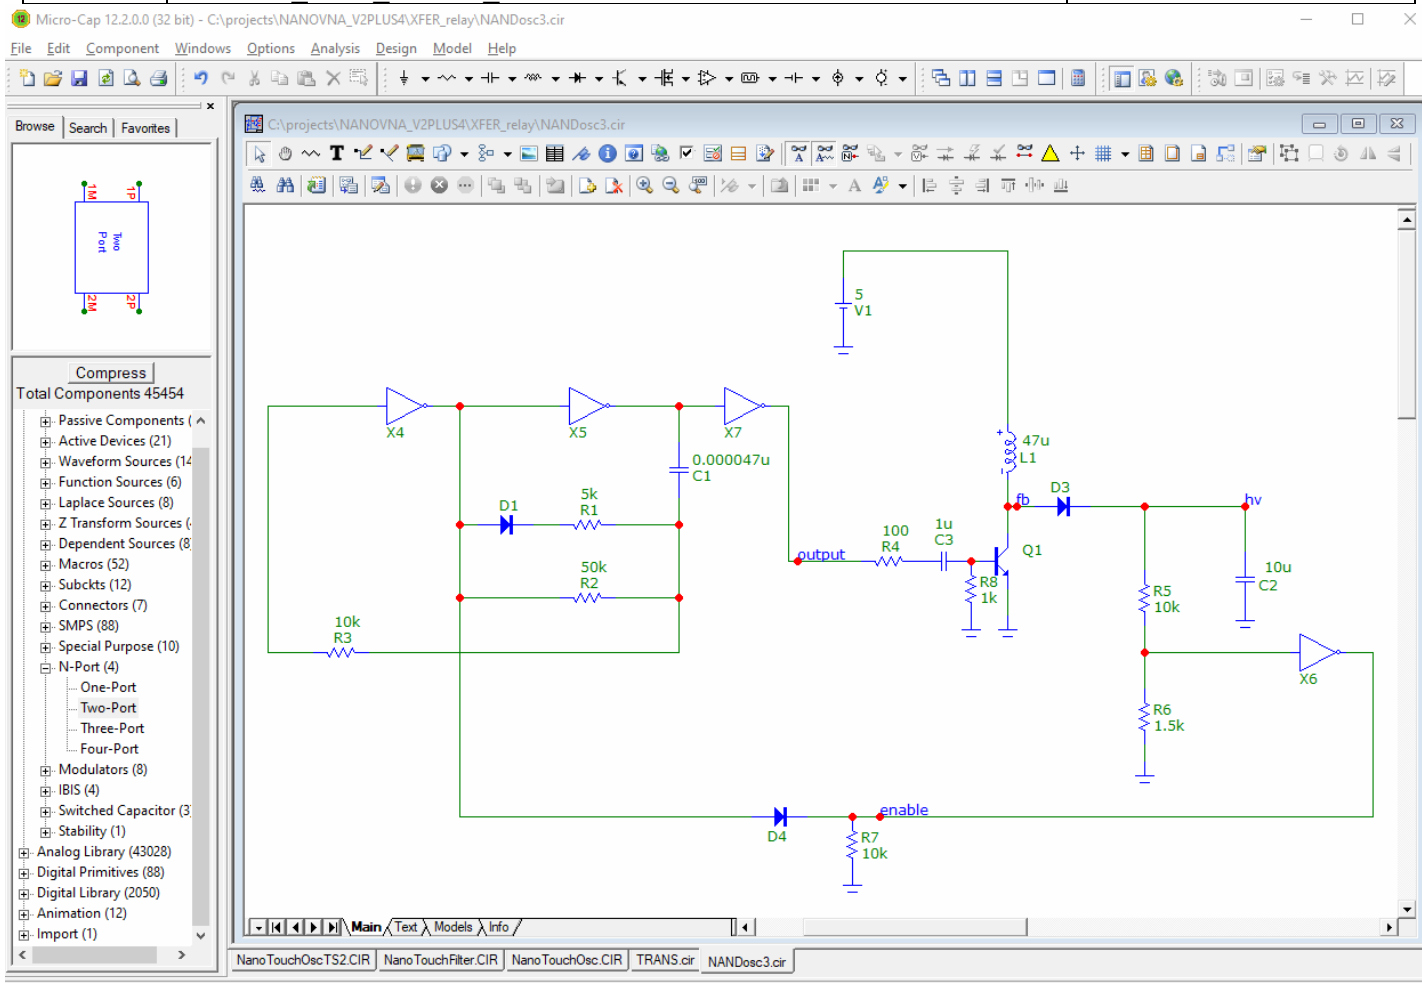 Micro-Cap 12.2.0.0 (32 bit) - C:\projects\NANOVNA_V2PLUS4\XFER_relay\NANDosc3.cir
File Edit Component Windows Options Analysis Design Model Help
Browse Search Favorites
C:\projects\NANOVNA_V2PLUS4\XFER_relay\NANDosc3.cir
1M 1P
Two
Port
2M 2P
Compress
Total Components 45454
Passive Components (
Active Devices (21)
Waveform Sources (14
Function Sources (6)
Laplace Sources (8)
Z Transform Sources (
Dependent Sources (8
Macros (52)
Subckts (12)
Connectors (7)
SMPS (88)
Special Purpose (10)
N-Port (4)
One-Port
Two-Port
Three-Port
Four-Port
Modulators (8)
IBIS (4)
Switched Capacitor (3
Stability (1)
Analog Library (43028)
Digital Primitives (88)
Digital Library (2050)
Animation (12)
Import (1)
5
V1
X4
X5
X7
0.000047u
C1
47u
L1
D1
5k
R1
fb
D3
hv
100
R4
1u
C3
Q1
output
50k
R2
R8
1k
R5
10k
10u
C2
10k
R3
X6
R6
1.5k
D4
enable
R7
10k
Main Text Models Info
NanoTouchOscTS2.CIR NanoTouchFilter.CIR NanoTouchOsc.CIR TRANS.cir NANDosc3.cir